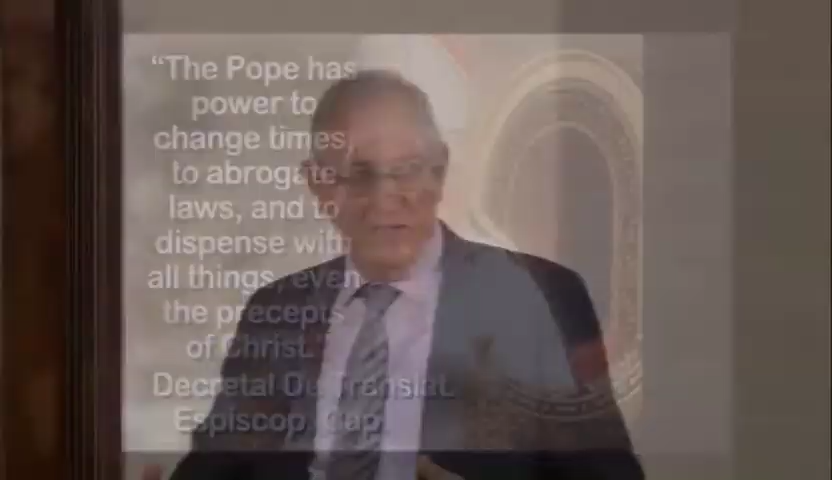 “The Pope has
power to
change times,
to abrogate
laws, and to
dispense with
all things, even
the precepts
of Christ.”
Decretal De Translat.
Espiscop. Cap.